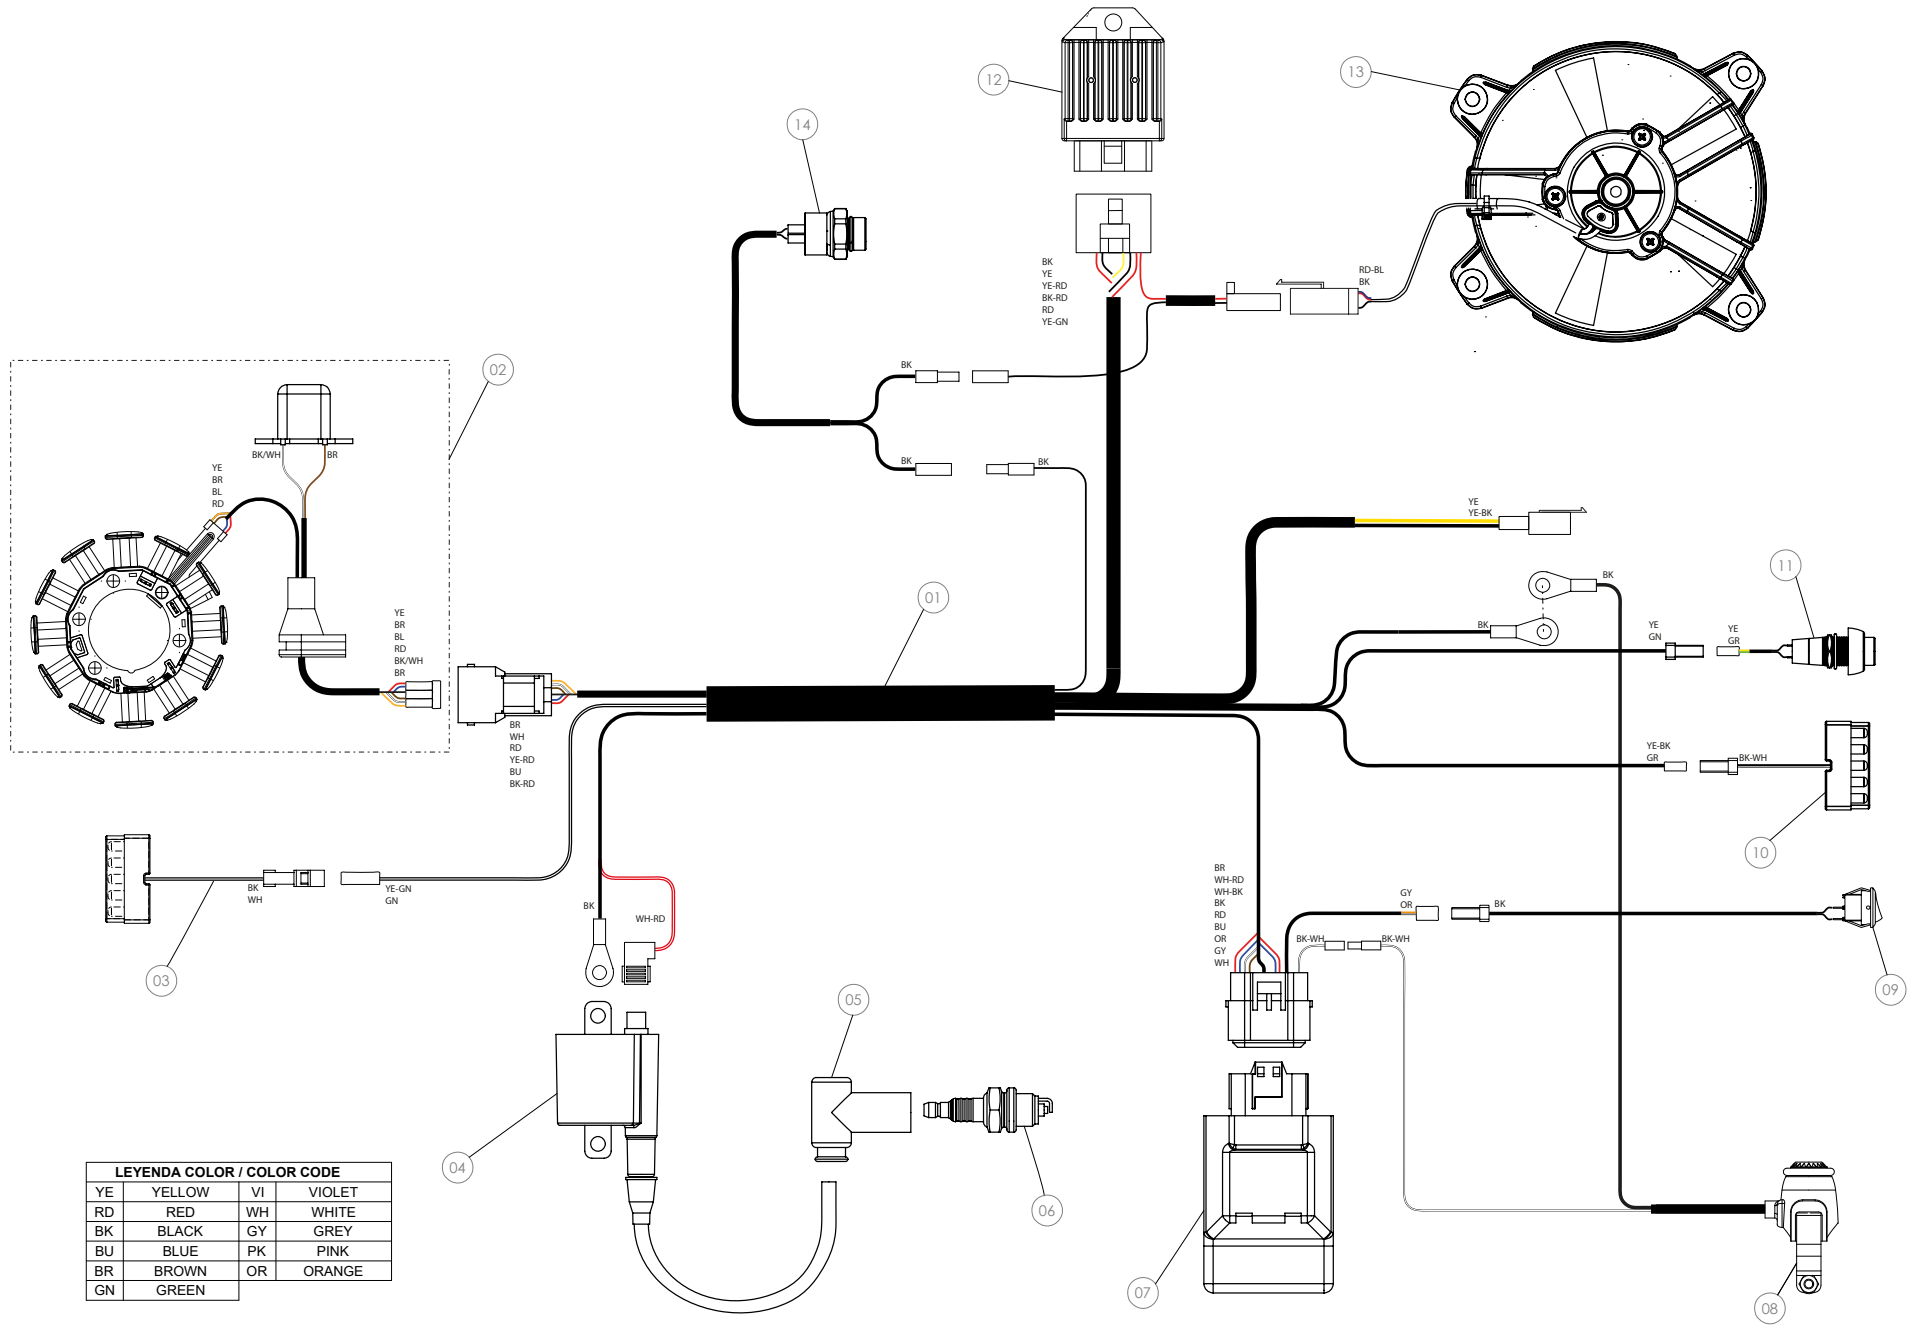 12
13
14
BK
YE
YE-RD
BK-RD
RD
YE-GN
RD-BL
BK
BK
02
BK/WH
BR
YE
BR
BL
RD
BK
BK
YE
YE-BK
BK
11
01
YE
BR
BL
RD
BK/WH
BR
BK
YE
GN
YE
GR
BR
WH
RD
YE-RD
BU
BK-RD
YE-BK
GR
BK-WH
10
BK
WH
YE-GN
GN
BK
WH-RD
BR
WH-RD
WH-BK
BK
RD
BU
OR
GY
WH
GY
OR
BK
BK-WH
BK-WH
03
09
05
04
06
07
08
LEYENDA COLOR / COLOR CODE
YE YELLOW VI VIOLET
RD RED WH WHITE
BK BLACK GY GREY
BU BLUE PK PINK
BR BROWN OR ORANGE
GN GREEN